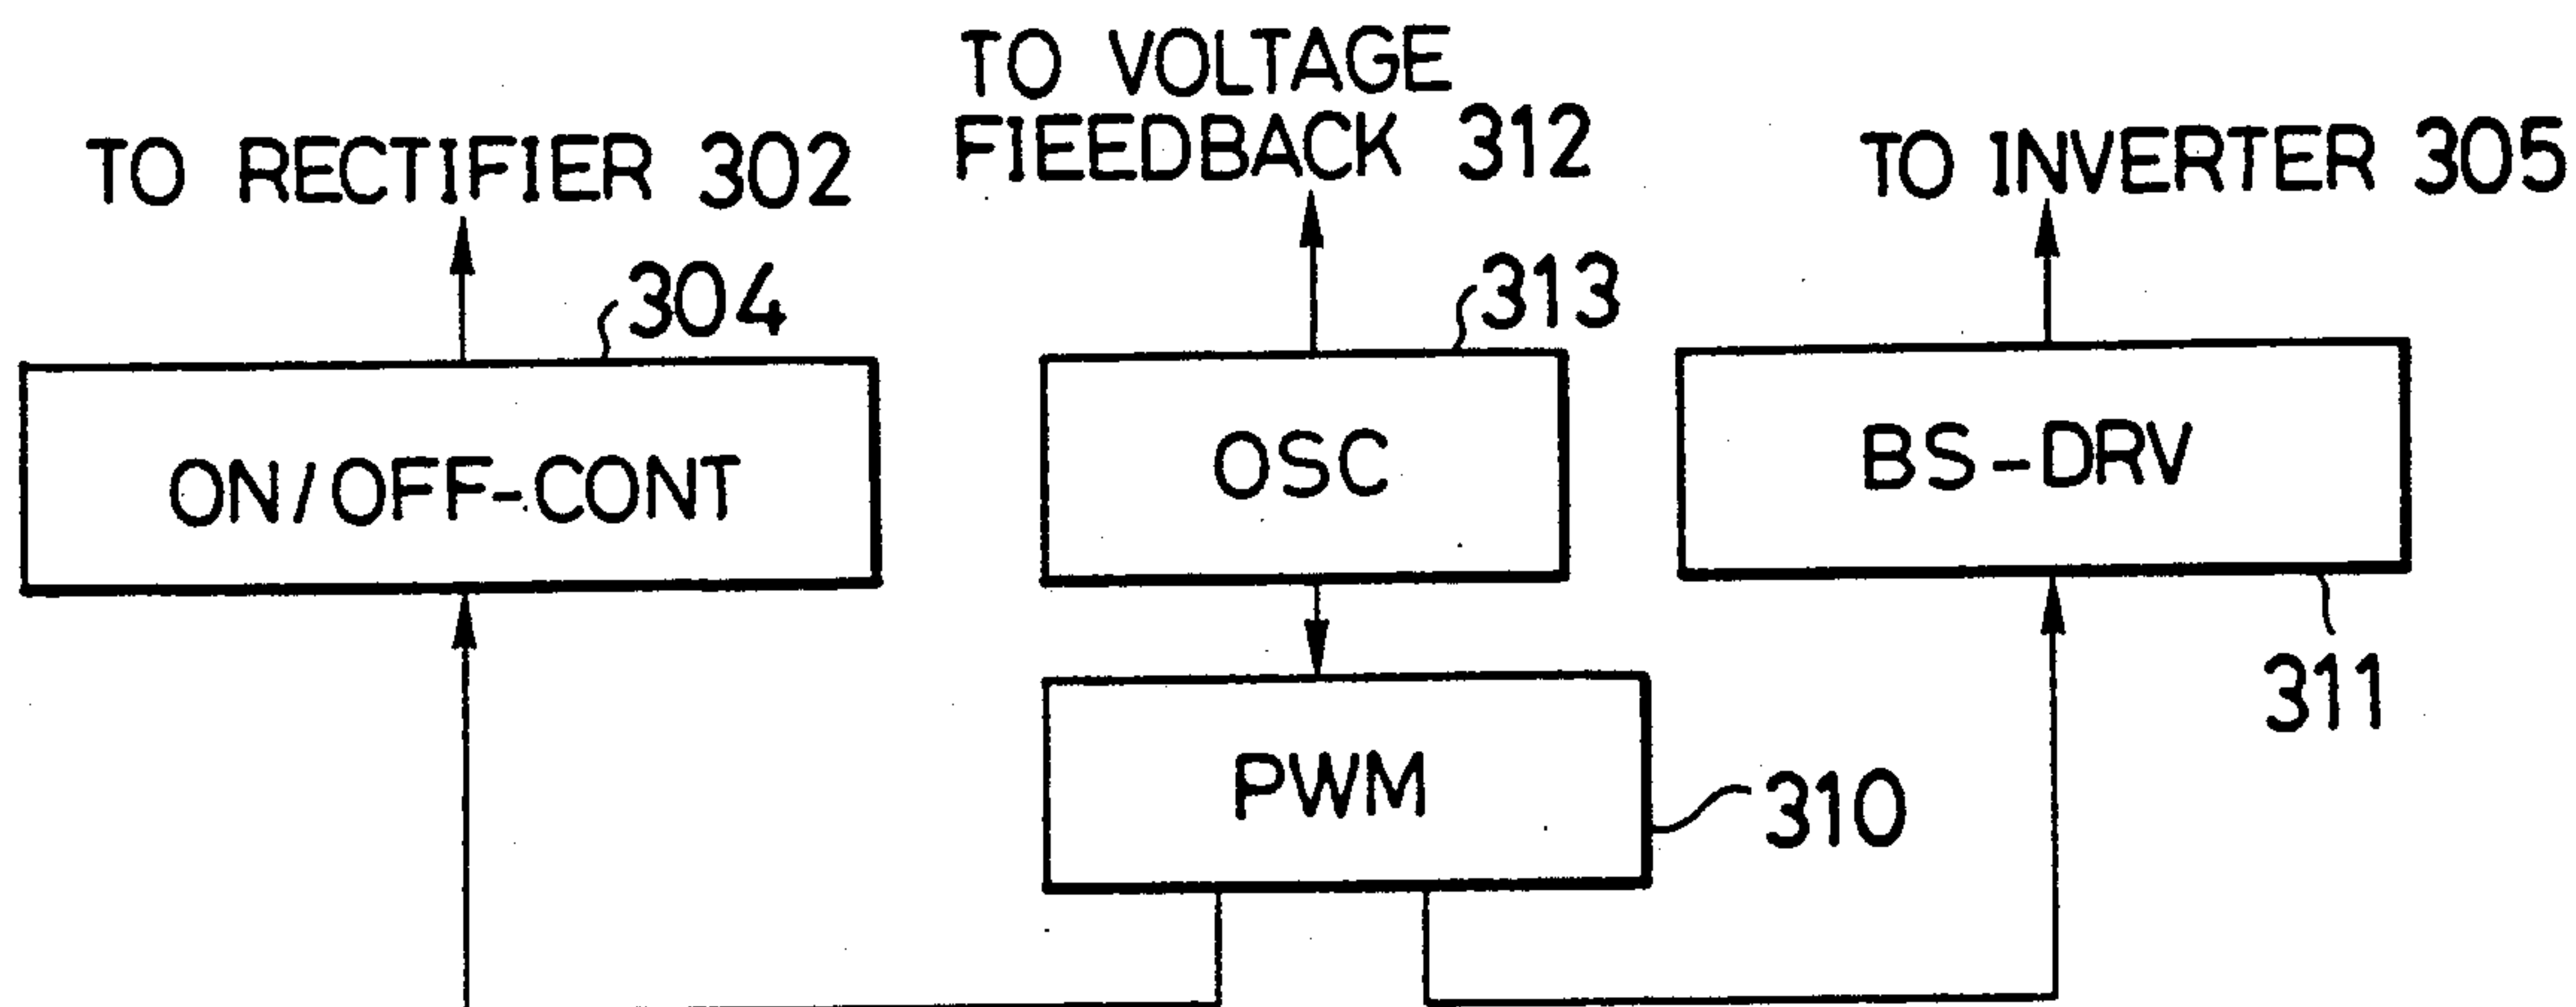 TO RECTIFIER 302
TO VOLTAGE
FIEEDBACK 312
TO INVERTER 305
304
313
ON/OFF-CONT
OSC
BS-DRV
311
PWM
310